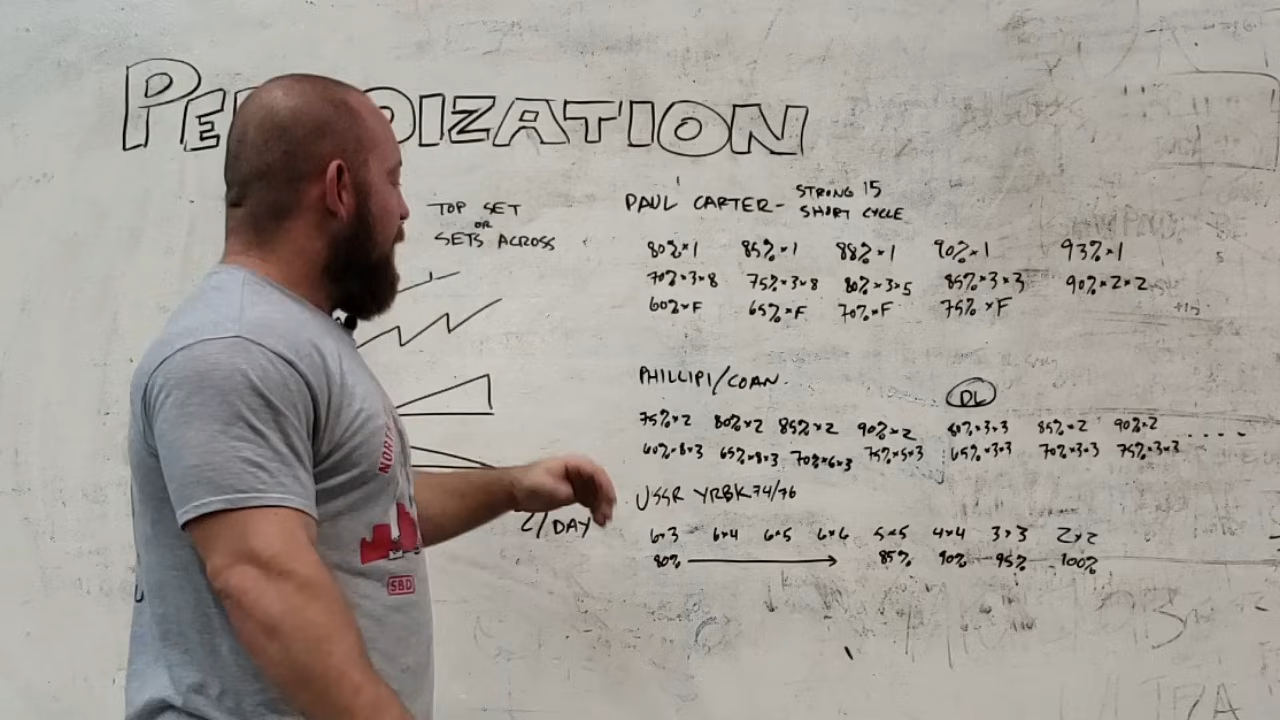 PE OIZATION
TOP SET
OR
SETS ACROSS
PAUL CARTER - STRONG 15
SHORT CYCLE
80%×1 85%×1 88%×1 90%×1 93%×1
70%×3×8 75%×3×8 80%×3×5 85%×3×3 90%×2×2
60%×F 65%×F 70%×F 75%×F
PHILLIPI/COAN.
DL
75%×2 80%×2 85%×2 90%×2 80%×3×3 85%×2 90%×2 ....
60%×8×3 65%×8×3 70%×6×3 75%×5×3 65%×3×3 70%×3×3 75%×3×3
USSR YRBK 74/76
2/DAY
6×3 6×4 6×5 6×6 5×5 4×4 3×3 2×2
80% → 85% 90% 95% 100%
NORT
SBD